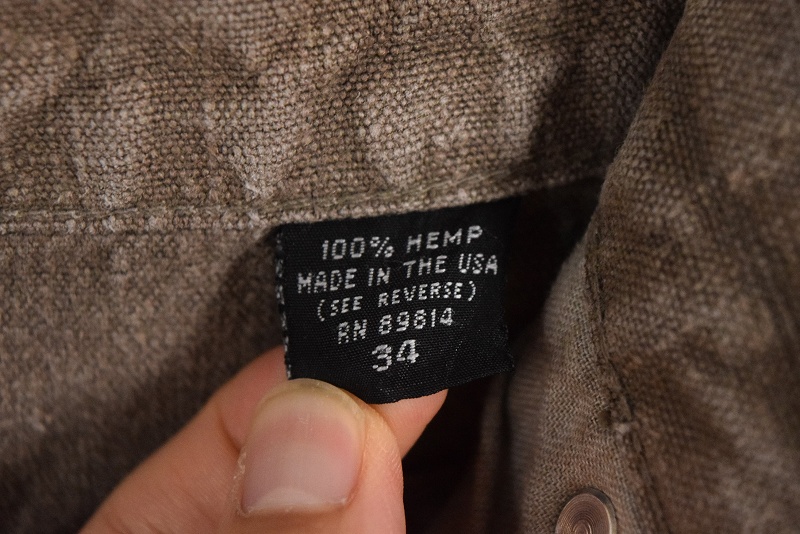 100% HEMP
MADE IN THE USA
(SEE REVERSE)
RN 89814
34